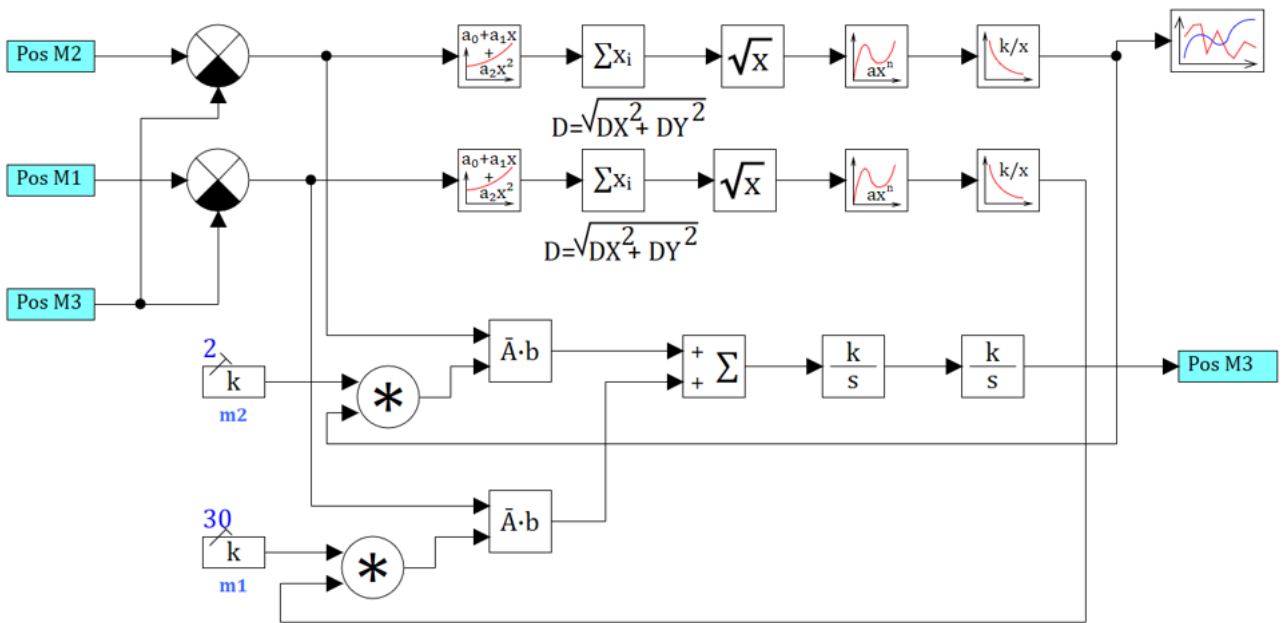 Pos M2
a₀+a₁x
+
a₂x²
∑xᵢ
√x
axⁿ
k/x
D=√DX²+ DY²
Pos M1
a₀+a₁x
+
a₂x²
∑xᵢ
√x
axⁿ
k/x
D=√DX²+ DY²
Pos M3
2
k
m2
*
Ā·b
+
+
∑
k
s
k
s
Pos M3
30
k
m1
*
Ā·b